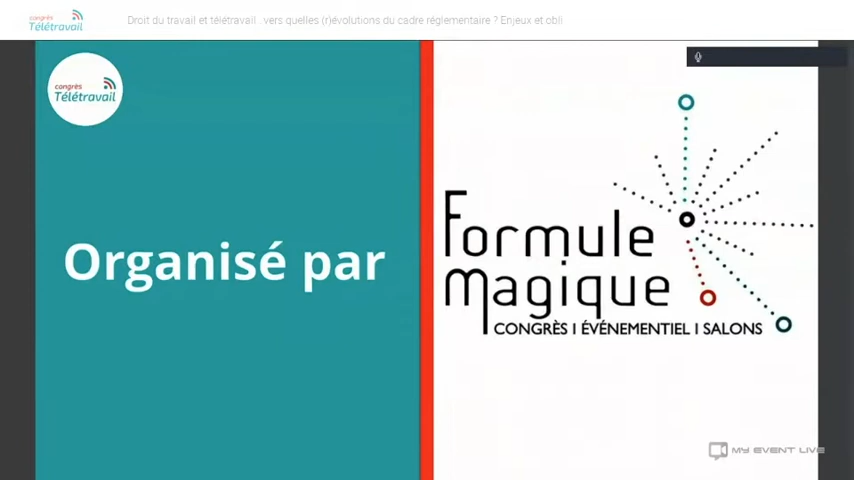 congrès
Télétravail
Droit du travail et télétravail : vers quelles (r)évolutions du cadre réglementaire ? Enjeux et obli
congrès
Télétravail
Organisé par
Formule
magique
CONGRÈS I ÉVÉNEMENTIEL I SALONS
MY EVENT LIVE